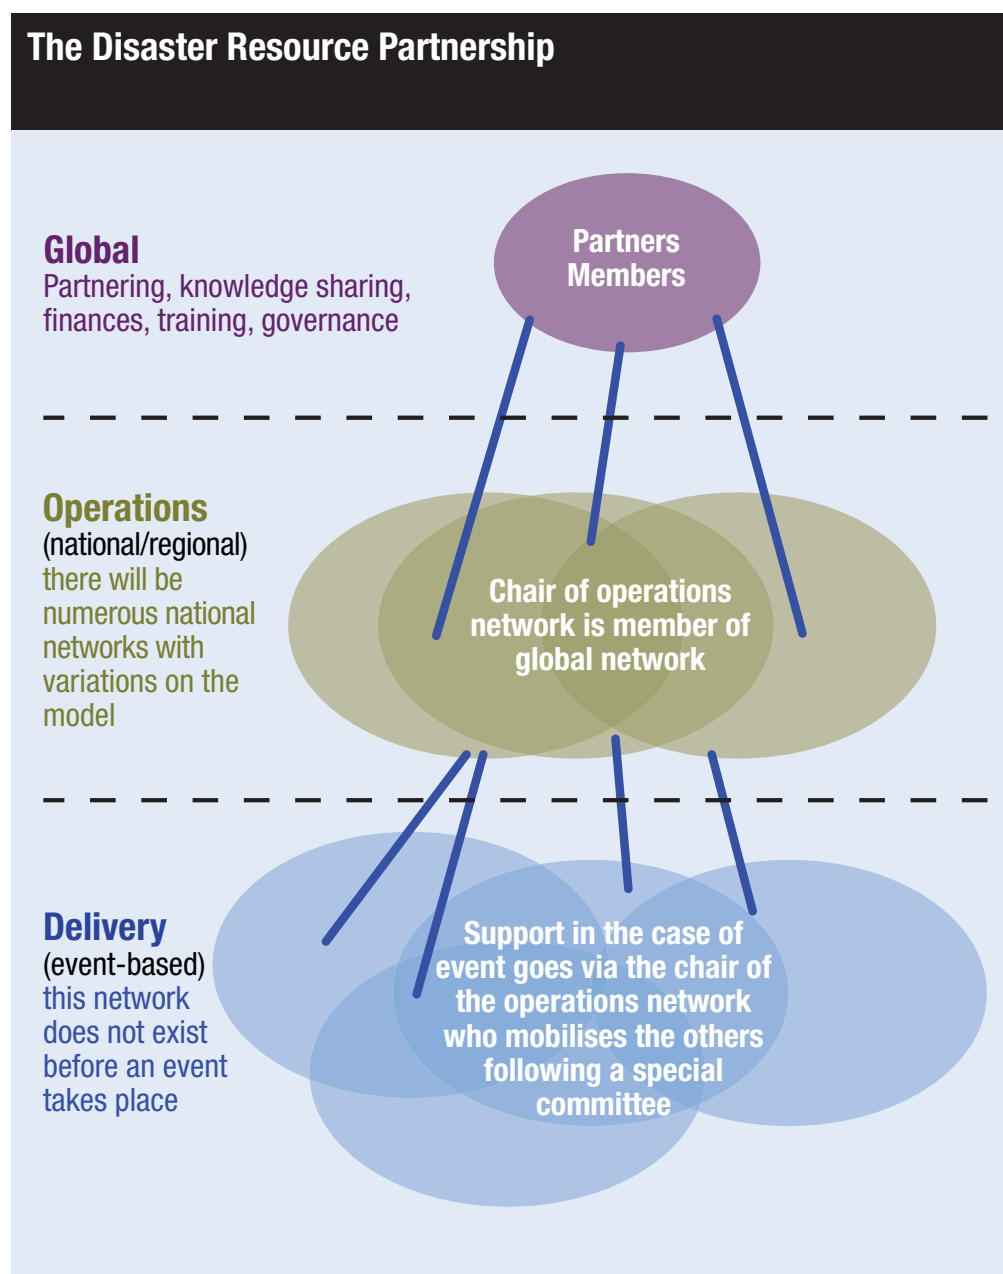 The Disaster Resource Partnership
Global
Partnering, knowledge sharing,
finances, training, governance
Partners
Members
Operations
(national/regional)
there will be
numerous national
networks with
variations on the
model
Chair of operations
network is member of
global network
Delivery
(event-based)
this network
does not exist
before an event
takes place
Support in the case of
event goes via the chair of
the operations network
who mobilises the others
following a special
committee